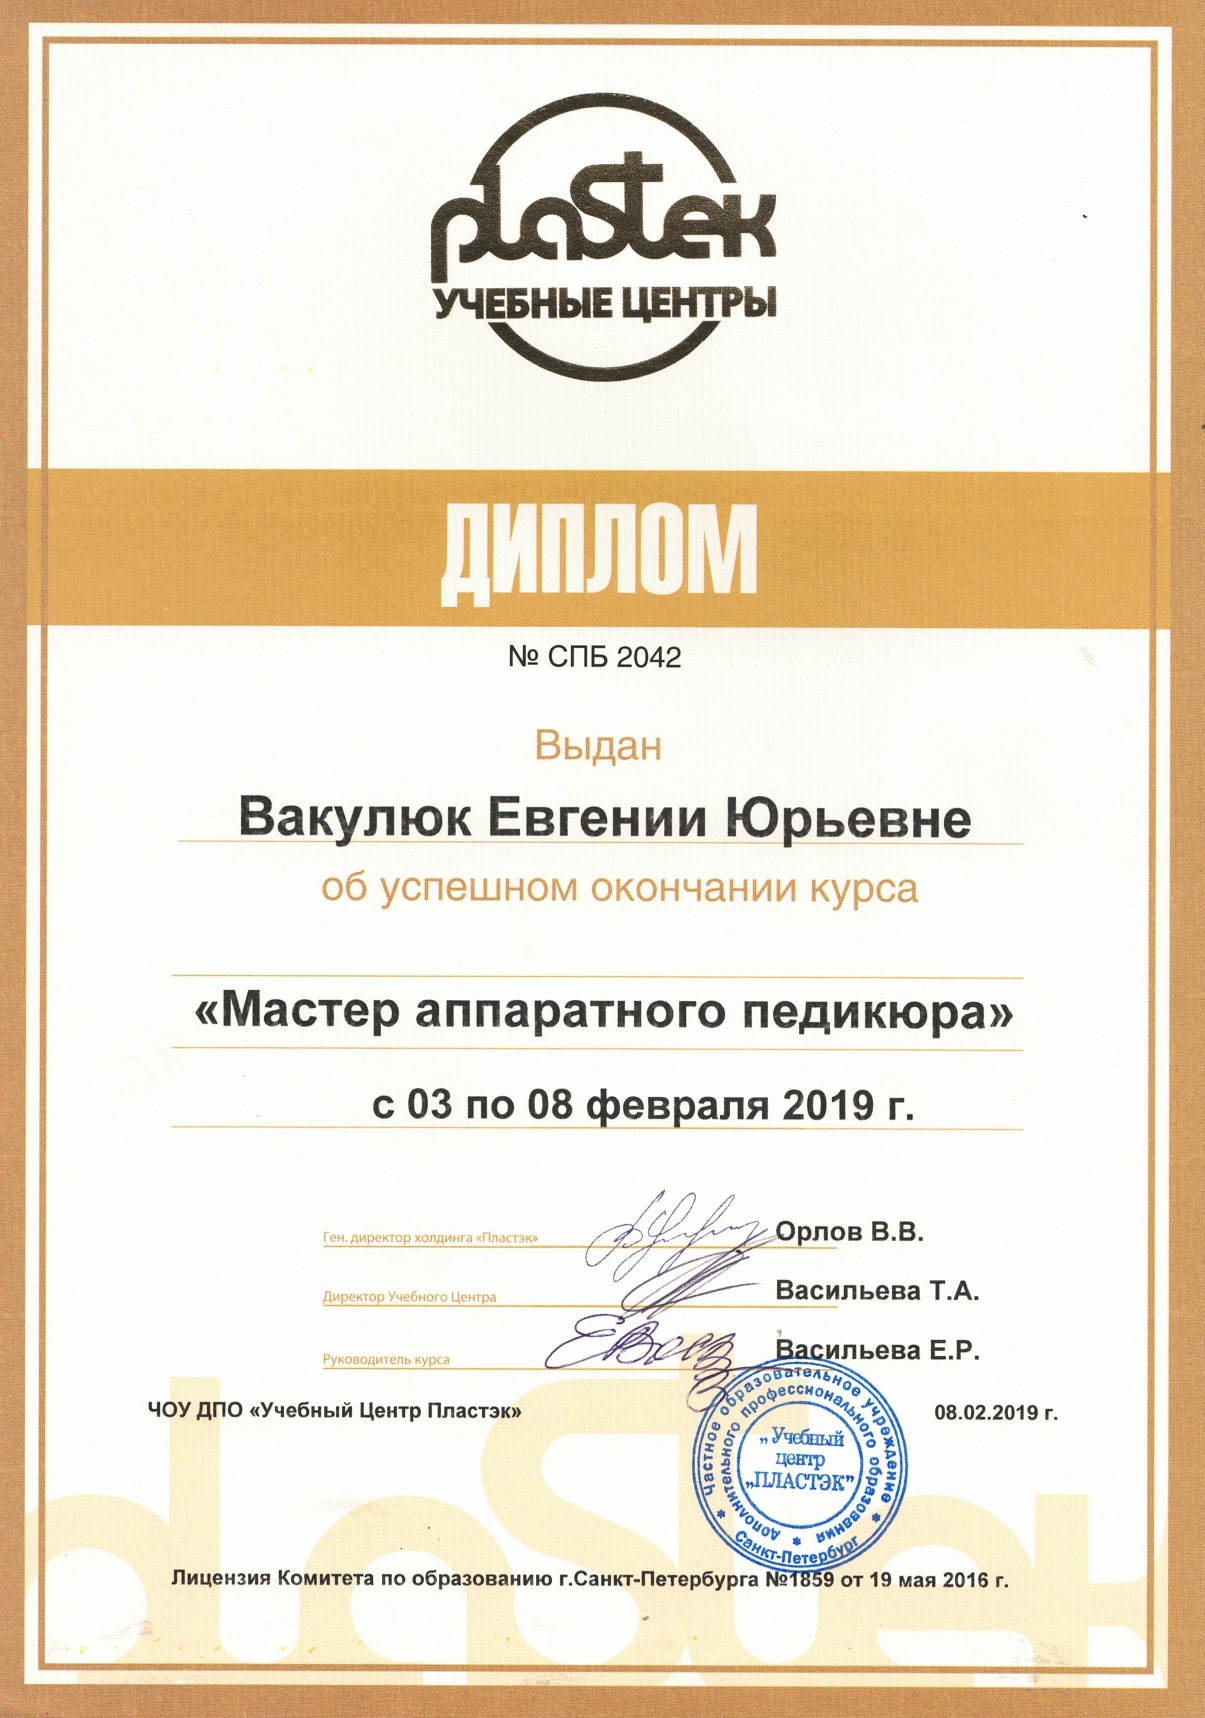 plastek
УЧЕБНЫЕ ЦЕНТРЫ
ДИПЛОМ
№ СПБ 2042
Выдан
Вакулюк Евгении Юрьевне
об успешном окончании курса
«Мастер аппаратного педикюра»
с 03 по 08 февраля 2019 г.
Ген. директор холдинга «Пластэк» Орлов В.В.
Директор Учебного Центра Васильева Т.А.
Руководитель курса Васильева Е.Р.
ЧОУ ДПО «Учебный Центр Пластэк» 08.02.2019 г.
Частное образовательное учреждение
дополнительного профессионального образования
Санкт-Петербург
„Учебный
центр
„ПЛАСТЭК”
Лицензия Комитета по образованию г.Санкт-Петербурга №1859 от 19 мая 2016 г.
plastek